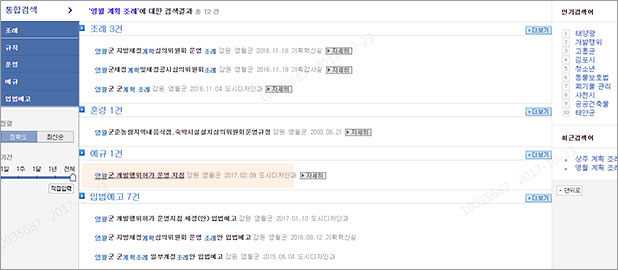 통합검색
조례
규칙
훈령
예규
입법예고
정렬
정확도 최신순
기간
1일 1주 1달 1년 전체
직접입력
'영월 계획 조례'에 대한 검색결과 총 12 건
조례 3건
더보기
영월군 지방재정계획심의위원회 운영 조례 강원 영월군 2016.11.18 기획혁신실 자세히
영월군재정계획및재정공시심의위원회 조례 강원 영월군 2016.11.18 기획혁신실 자세히
영월군 군계획 조례 강원 영월군 2016.11.04 도시디자인과 자세히
훈령 1건
더보기
영월군준농림지역내음식점,숙박시설설치심의위원회운영규정 강원 영월군 2000.06.21 자세히
예규 1건
더보기
영월군 개발행위허가 운영 지침 강원 영월군 2017.02.09 도시디자인과 자세히
입법예고 7건
더보기
영월군 개발행위허가 운영지침 제정(안) 입법예고 강원 영월군 2017.01.10 도시디자인과
영월군 지방재정계획심의위원회 운영 조례안 입법예고 강원 영월군 2016.08.12 기획혁신실
영월군 군계획조례 일부개정조례안 입법예고 강원 영월군 2015.06.04 도시디자인과
인기검색어
1 태양광
2 개발행위
3 고흥군
4 김포시
5 청소년
6 동물보호법
7 폐기물 관리
8 사천시
9 공공건축물
10 태안군
최근검색어
상주 계획 조례
영월 계획 조례
맨위로
10035687 2017-10-23